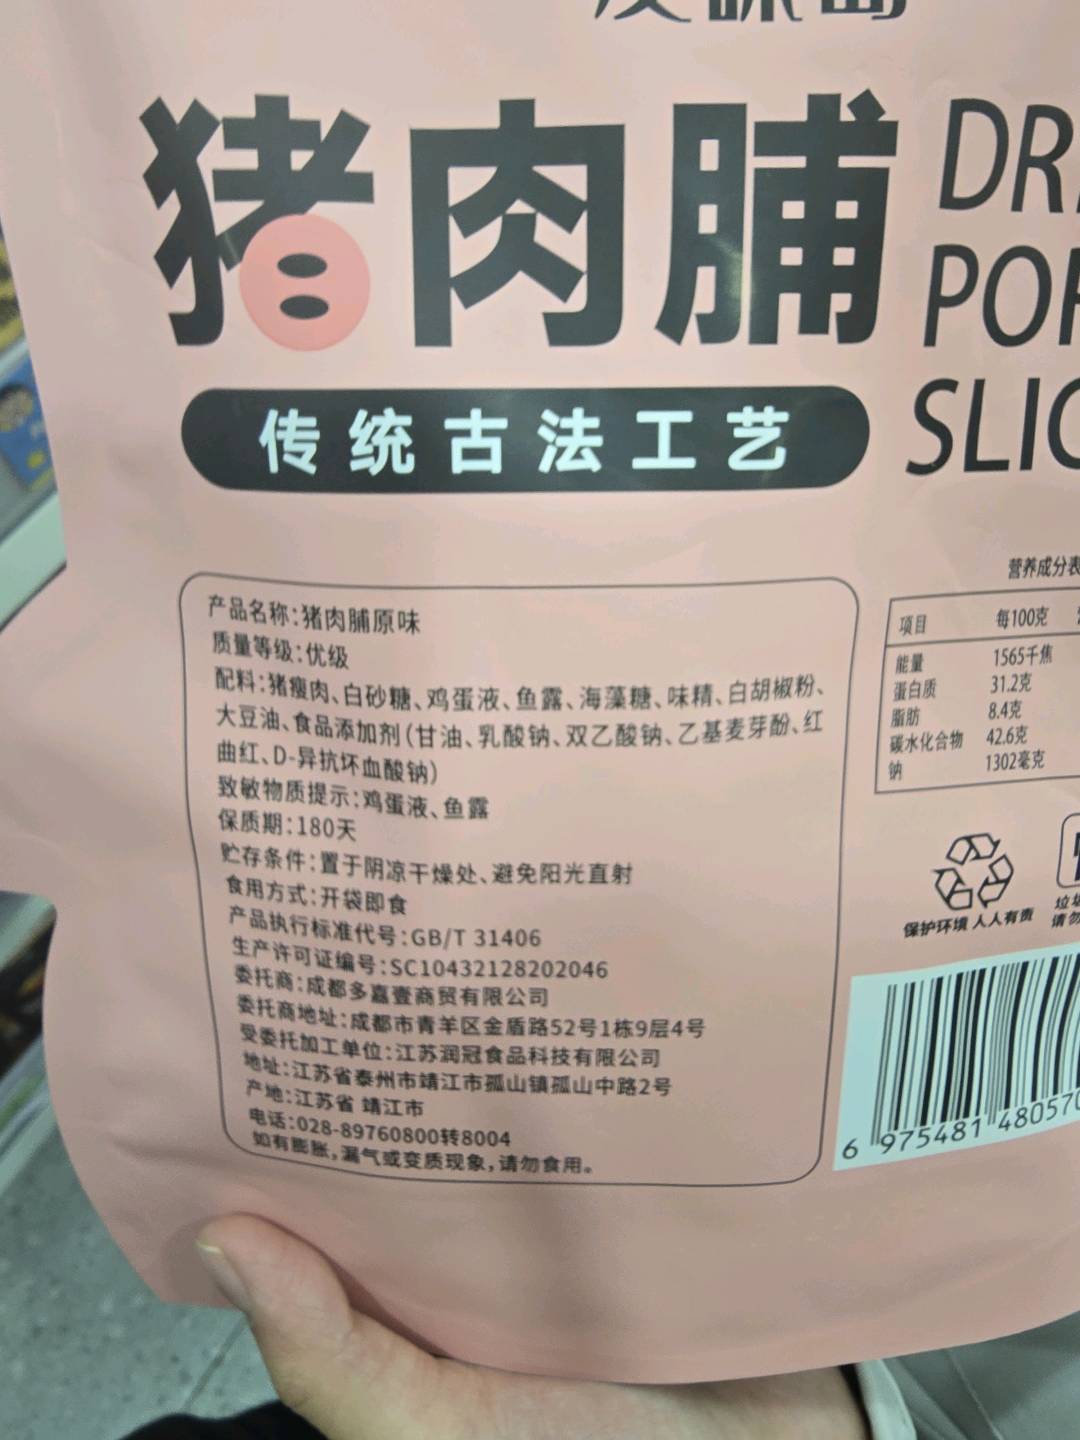 猪肉脯
DR
PO
SLIC
传统古法工艺
产品名称:猪肉脯原味
质量等级:优级
配料:猪瘦肉、白砂糖、鸡蛋液、鱼露、海藻糖、味精、白胡椒粉、
大豆油、食品添加剂(甘油、乳酸钠、双乙酸钠、乙基麦芽酚、红
曲红、D-异抗坏血酸钠)
致敏物质提示:鸡蛋液、鱼露
保质期:180天
贮存条件:置于阴凉干燥处、避免阳光直射
食用方式:开袋即食
产品执行标准代号:GB/T 31406
生产许可证编号:SC10432128202046
委托商:成都多嘉壹商贸有限公司
委托商地址:成都市青羊区金盾路52号1栋9层4号
受委托加工单位:江苏润冠食品科技有限公司
地址:江苏省泰州市靖江市孤山镇孤山中路2号
产地:江苏省 靖江市
电话:028-89760800转8004
如有膨胀,漏气或变质现象,请勿食用。
营养成分表
项目 每100克
能量 1565千焦
蛋白质 31.2克
脂肪 8.4克
碳水化合物 42.6克
钠 1302毫克
保护环境 人人有责
垃圾
请勿
6 975481 480570